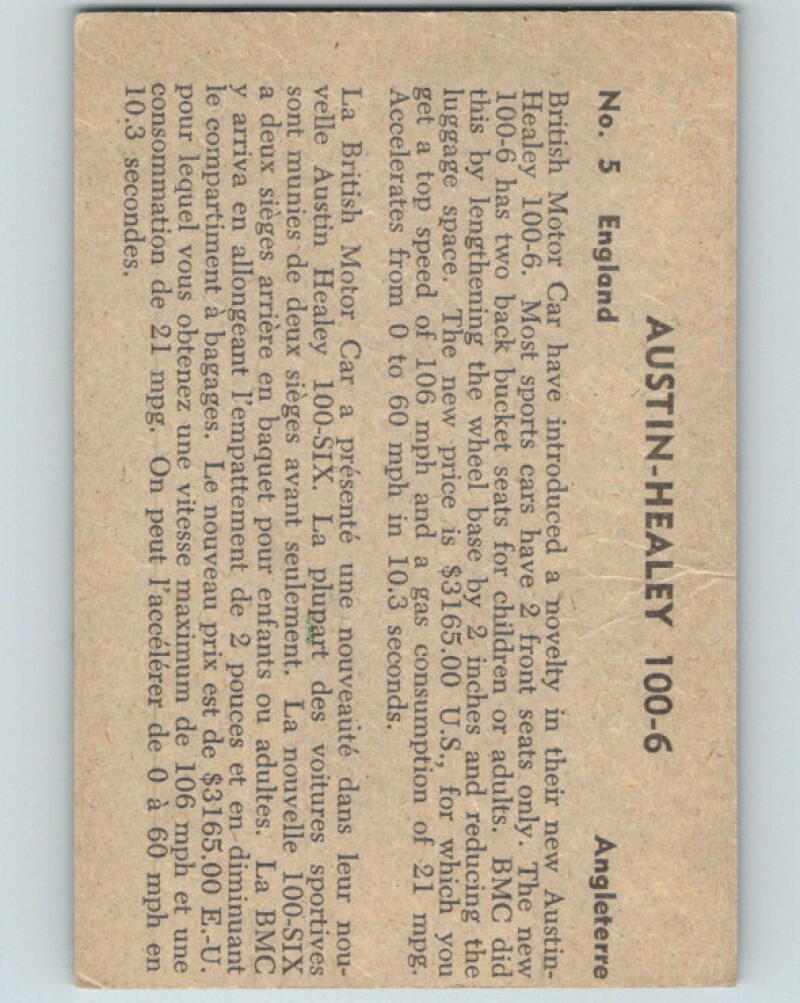 AUSTIN-HEALEY 100-6
No. 5 England Angleterre
British Motor Car have introduced a novelty in their new Austin-
Healey 100-6. Most sports cars have 2 front seats only. The new
100-6 has two back bucket seats for children or adults. BMC did
this by lengthening the wheel base by 2 inches and reducing the
luggage space. The new price is $3165.00 U.S., for which you
get a top speed of 106 mph and a gas consumption of 21 mpg.
Accelerates from 0 to 60 mph in 10.3 seconds.
La British Motor Car a présenté une nouveauté dans leur nou-
velle Austin Healey 100-SIX. La plupart des voitures sportives
sont munies de deux sièges avant seulement. La nouvelle 100-SIX
a deux sièges arrière en baquet pour enfants ou adultes. La BMC
y arriva en allongeant l'empattement de 2 pouces et en diminuant
le compartiment à bagages. Le nouveau prix est de $3165.00 E.-U.
pour lequel vous obtenez une vitesse maximum de 106 mph et une
consommation de 21 mpg. On peut l'accélérer de 0 à 60 mph en
10.3 secondes.